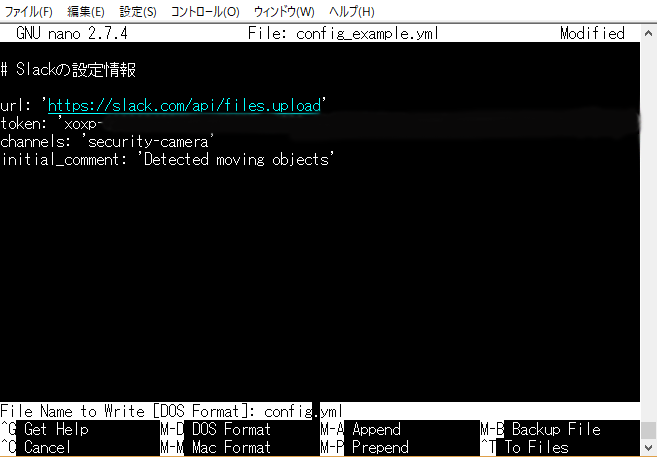 ファイル(F) 編集(E) 設定(S) コントロール(O) ウィンドウ(W) ヘルプ(H)
GNU nano 2.7.4 File: config_example.yml Modified
# Slackの設定情報
url: 'https://slack.com/api/files.upload'
token: 'xoxp-
channels: 'security-camera'
initial_comment: 'Detected moving objects'
File Name to Write [DOS Format]: config.yml
^G Get Help M-D DOS Format M-A Append M-B Backup File
^C Cancel M-M Mac Format M-P Prepend ^T To Files